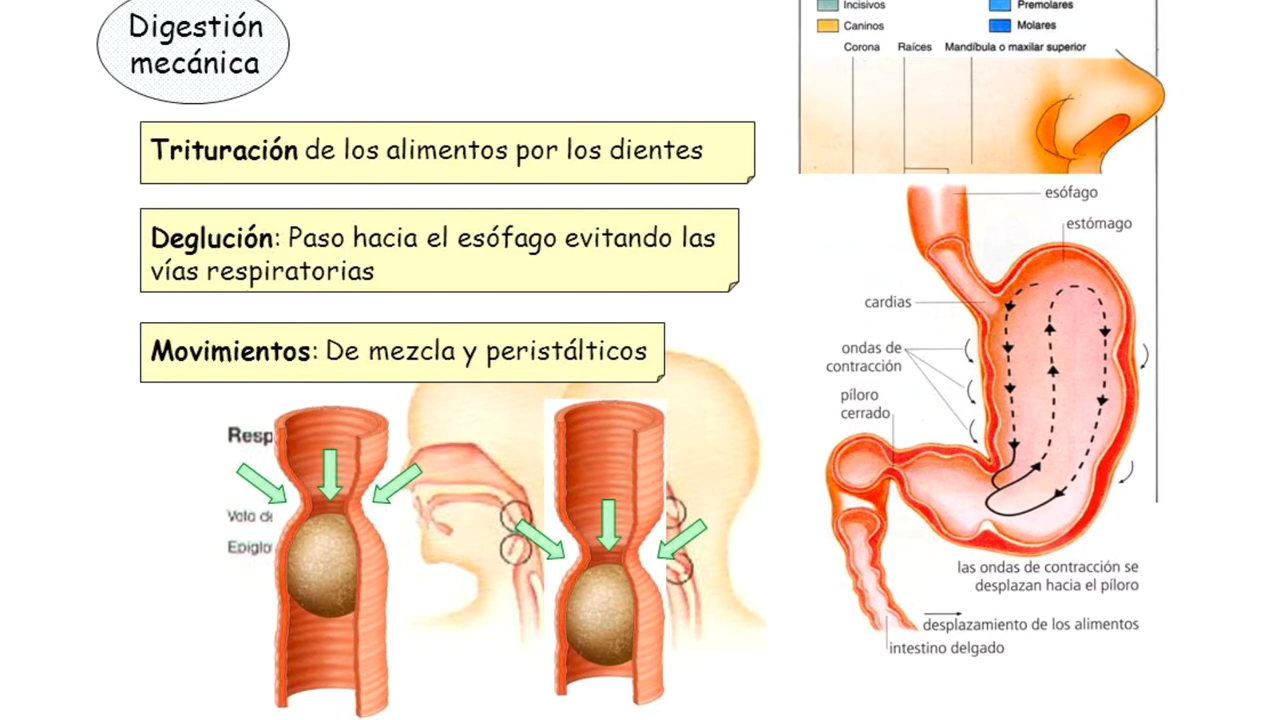 Digestión
mecánica
Trituración de los alimentos por los dientes
Deglución: Paso hacia el esófago evitando las
vías respiratorias
Movimientos: De mezcla y peristálticos
Incisivos
Premolares
Caninos
Molares
Corona Raíces Mandíbula o maxilar superior
esófago
estómago
cardias
ondas de
contracción
píloro
cerrado
las ondas de contracción se
desplazan hacia el píloro
desplazamiento de los alimentos
intestino delgado
Resp
Epiglo